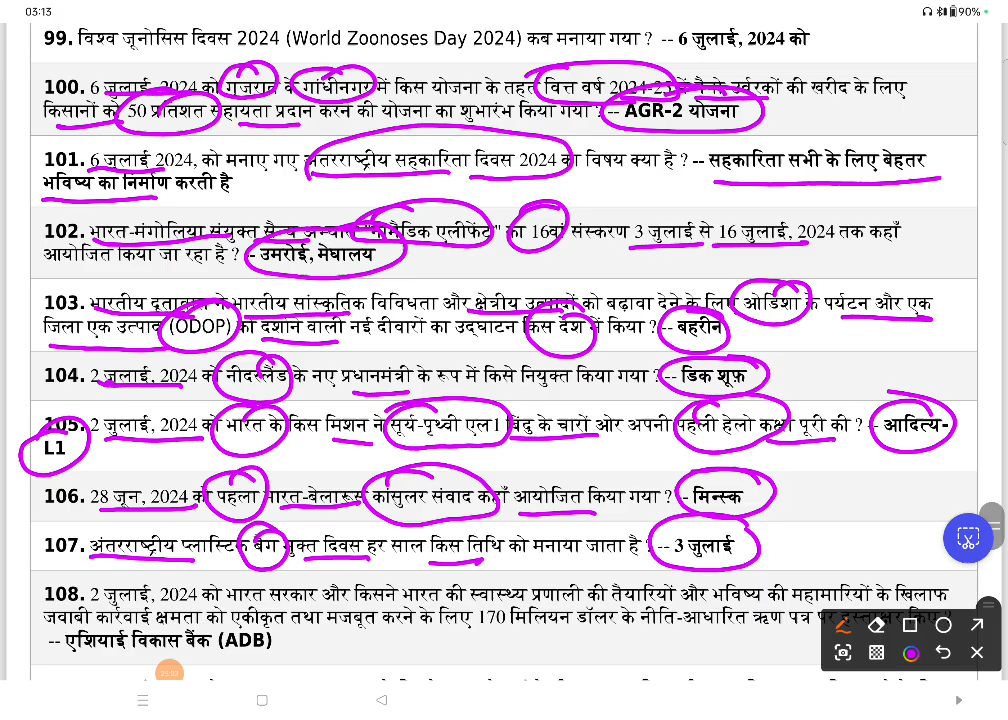 03:13
90%
99. विश्व जूनोसिस दिवस 2024 (World Zoonoses Day 2024) कब मनाया गया ? -- 6 जुलाई, 2024 को
100. 6 जुलाई, 2024 को गुजरात के गांधीनगर में किस योजना के तहत वित्त वर्ष 2024-25 में नैनो उर्वरकों की खरीद के लिए
किसानों को 50 प्रतिशत सहायता प्रदान करने की योजना का शुभारंभ किया गया ? -- AGR-2 योजना
101. 6 जुलाई 2024, को मनाए गए अंतरराष्ट्रीय सहकारिता दिवस 2024 का विषय क्या है ? -- सहकारिता सभी के लिए बेहतर
भविष्य का निर्माण करती है
102. भारत-मंगोलिया संयुक्त सैन्य अभ्यास "नोमैडिक एलीफेंट" का 16वां संस्करण 3 जुलाई से 16 जुलाई, 2024 तक कहाँ
आयोजित किया जा रहा है ? -- उमरोई, मेघालय
103. भारतीय दूतावास ने भारतीय सांस्कृतिक विविधता और क्षेत्रीय उत्पादों को बढ़ावा देने के लिए ओडिशा के पर्यटन और एक
जिला एक उत्पाद (ODOP) को दर्शाने वाली नई दीवारों का उद्घाटन किस देश में किया ? -- बहरीन
104. 2 जुलाई, 2024 को नीदरलैंड के नए प्रधानमंत्री के रूप में किसे नियुक्त किया गया ? -- डिक शूफ़
105. 2 जुलाई, 2024 को भारत के किस मिशन ने सूर्य-पृथ्वी एल1 बिंदु के चारों ओर अपनी पहली हेलो कक्षा पूरी की ? -- आदित्य-
L1
106. 28 जून, 2024 को पहला भारत-बेलारूस कांसुलर संवाद कहाँ आयोजित किया गया ? -- मिन्स्क
107. अंतरराष्ट्रीय प्लास्टिक बैग मुक्त दिवस हर साल किस तिथि को मनाया जाता है ? -- 3 जुलाई
108. 2 जुलाई, 2024 को भारत सरकार और किसने भारत की स्वास्थ्य प्रणाली की तैयारियों और भविष्य की महामारियों के खिलाफ
जवाबी कार्रवाई क्षमता को एकीकृत तथा मजबूत करने के लिए 170 मिलियन डॉलर के नीति-आधारित ऋण पत्र पर हस्ताक्षर किए ?
-- एशियाई विकास बैंक (ADB)